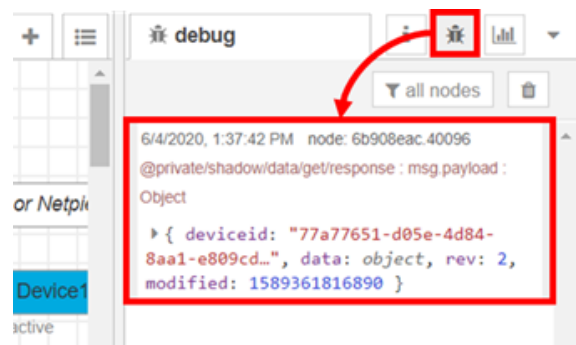 debug
all nodes
6/4/2020, 1:37:42 PM node: 6b908eac.40096
@private/shadow/data/get/response : msg.payload :
Object
or Netpi
{ deviceid: "77a77651-d05e-4d84-
8aa1-e809cd…", data: object, rev: 2,
modified: 1589361816890 }
Device1
active